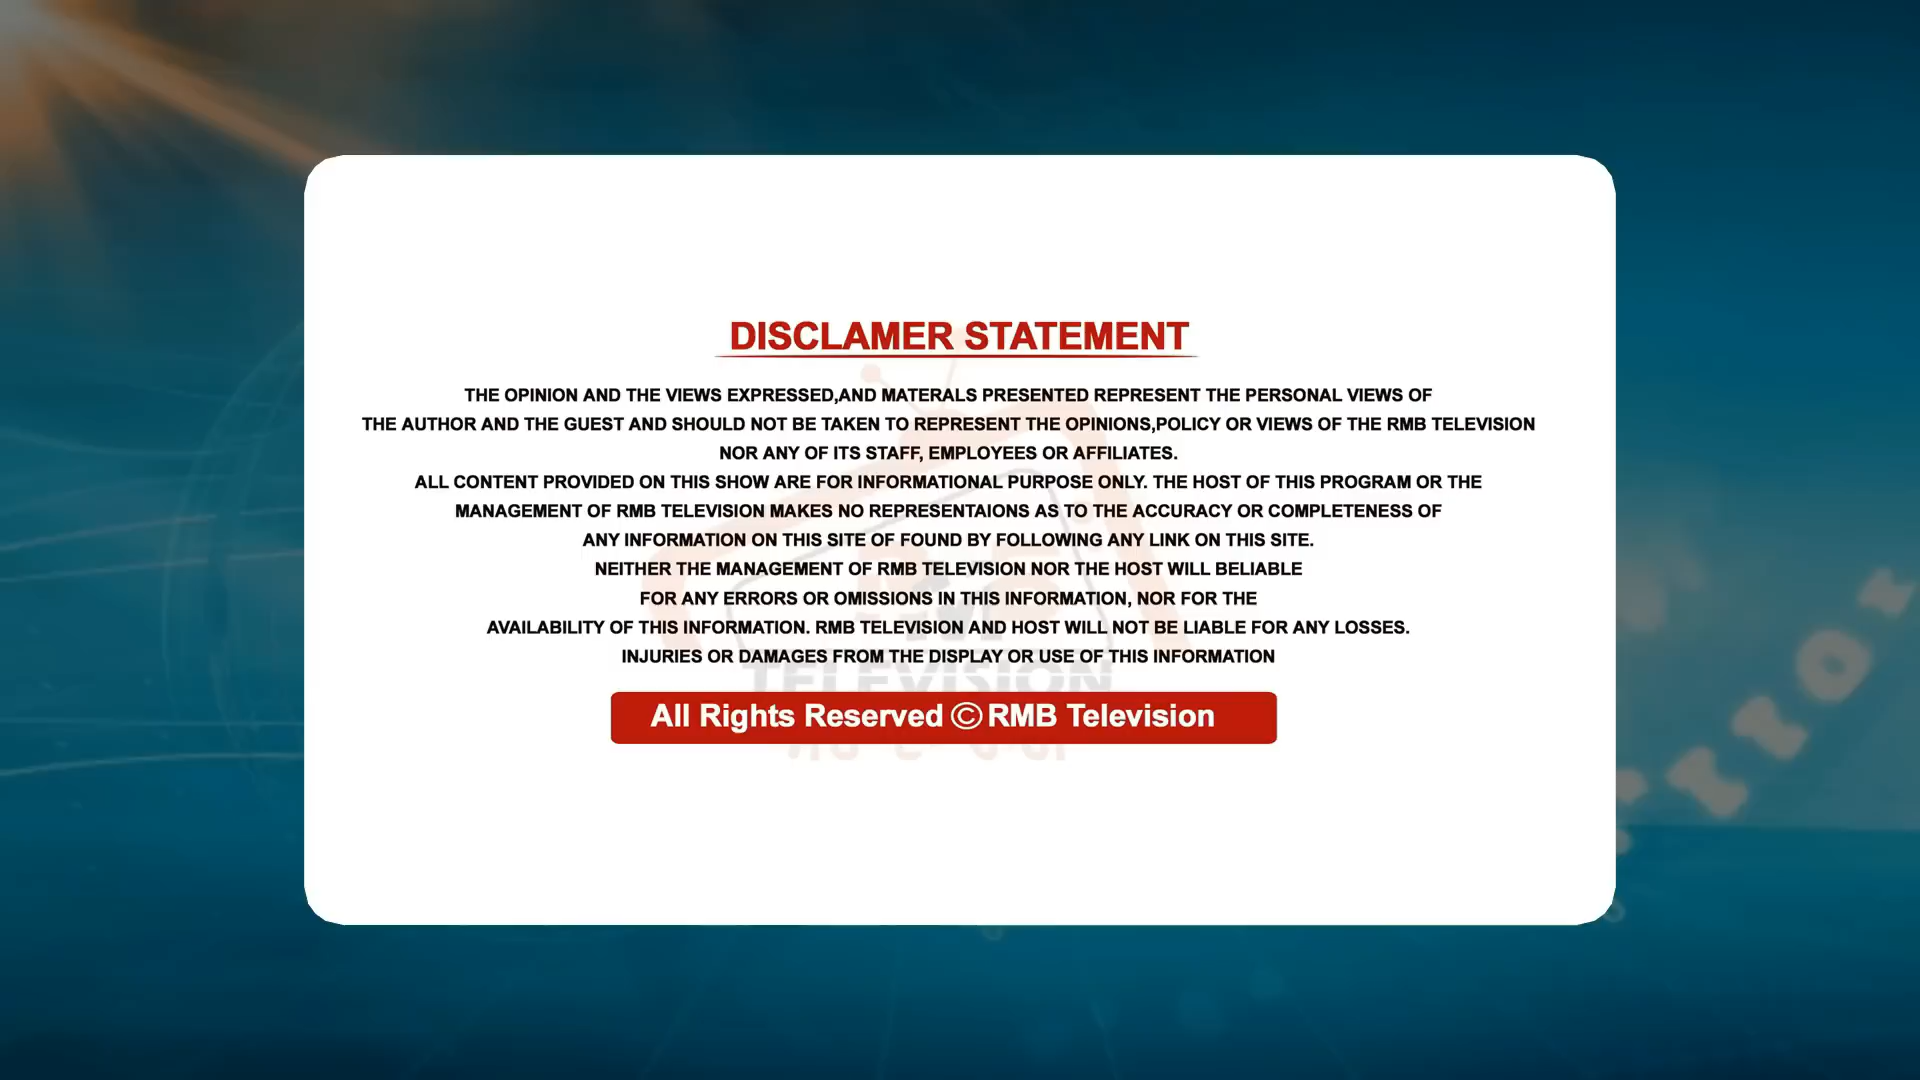 DISCLAMER STATEMENT
THE OPINION AND THE VIEWS EXPRESSED,AND MATERALS PRESENTED REPRESENT THE PERSONAL VIEWS OF
THE AUTHOR AND THE GUEST AND SHOULD NOT BE TAKEN TO REPRESENT THE OPINIONS,POLICY OR VIEWS OF THE RMB TELEVISION
NOR ANY OF ITS STAFF, EMPLOYEES OR AFFILIATES.
ALL CONTENT PROVIDED ON THIS SHOW ARE FOR INFORMATIONAL PURPOSE ONLY. THE HOST OF THIS PROGRAM OR THE
MANAGEMENT OF RMB TELEVISION MAKES NO REPRESENTAIONS AS TO THE ACCURACY OR COMPLETENESS OF
ANY INFORMATION ON THIS SITE OF FOUND BY FOLLOWING ANY LINK ON THIS SITE.
NEITHER THE MANAGEMENT OF RMB TELEVISION NOR THE HOST WILL BELIABLE
FOR ANY ERRORS OR OMISSIONS IN THIS INFORMATION, NOR FOR THE
AVAILABILITY OF THIS INFORMATION. RMB TELEVISION AND HOST WILL NOT BE LIABLE FOR ANY LOSSES.
INJURIES OR DAMAGES FROM THE DISPLAY OR USE OF THIS INFORMATION
TELEVISION
All Rights Reserved © RMB Television